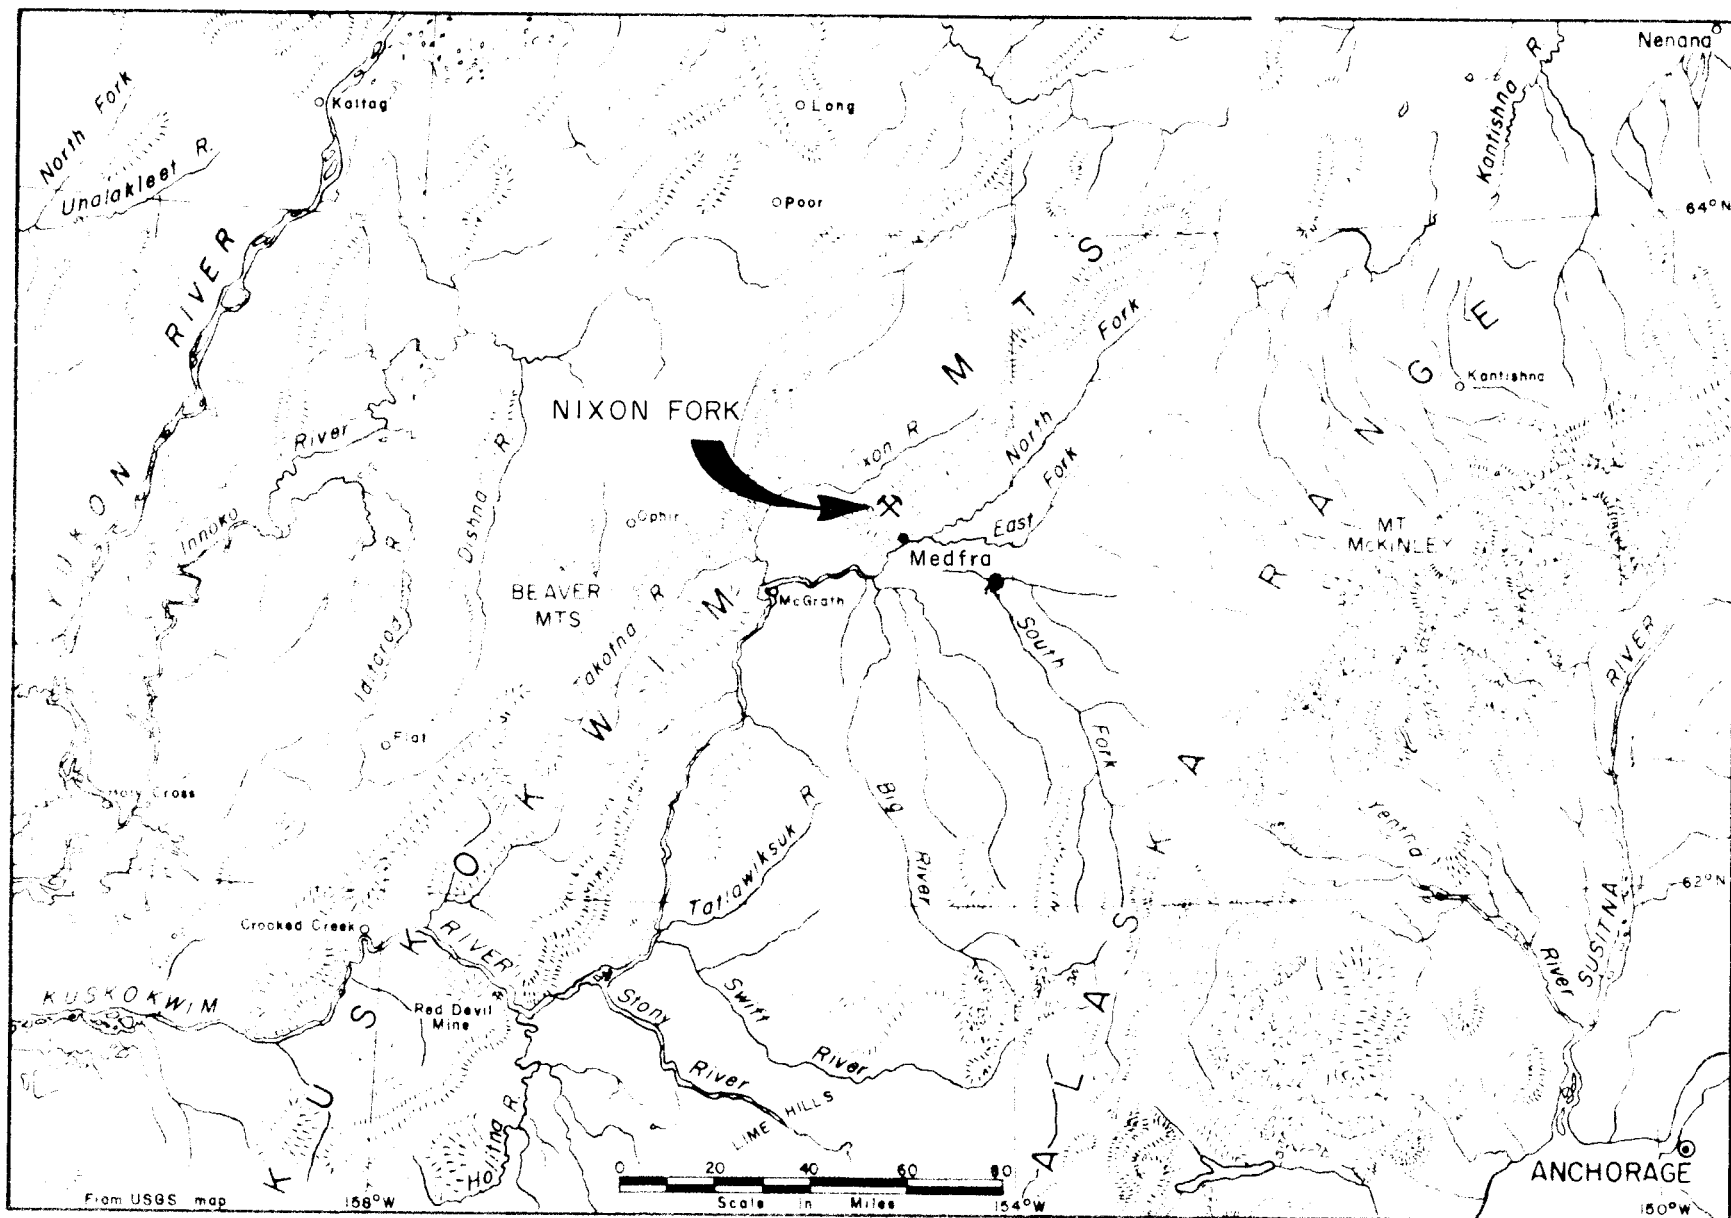 Nenana
North Fork
Kaltag
Long
Kantishna R
Unalakleet R.
Poor
64°N
YUKON RIVER
KUSKOKWIM MTS
ALASKA RANGE
North Fork
Kantishna
NIXON FORK
River
xon R
Dishna R
East Fork
Innoko
Ophir
MT
McKINLEY
Medfra
BEAVER
MTS
McGrath
Iditarod R
Takotna R
South Fork
RIVER
Flat
Holy Cross
Big River
Yentna
Tatlawiksuk R
62°N
Crooked Creek
RIVER
SUSITNA
River
KUSKOKWIM
Red Devil
Mine
Stony River
Swift River
LIME HILLS
Holitna R.
0 20 40 60 80
Scale in Miles
ANCHORAGE
From USGS map
158°W
154°W
150°W